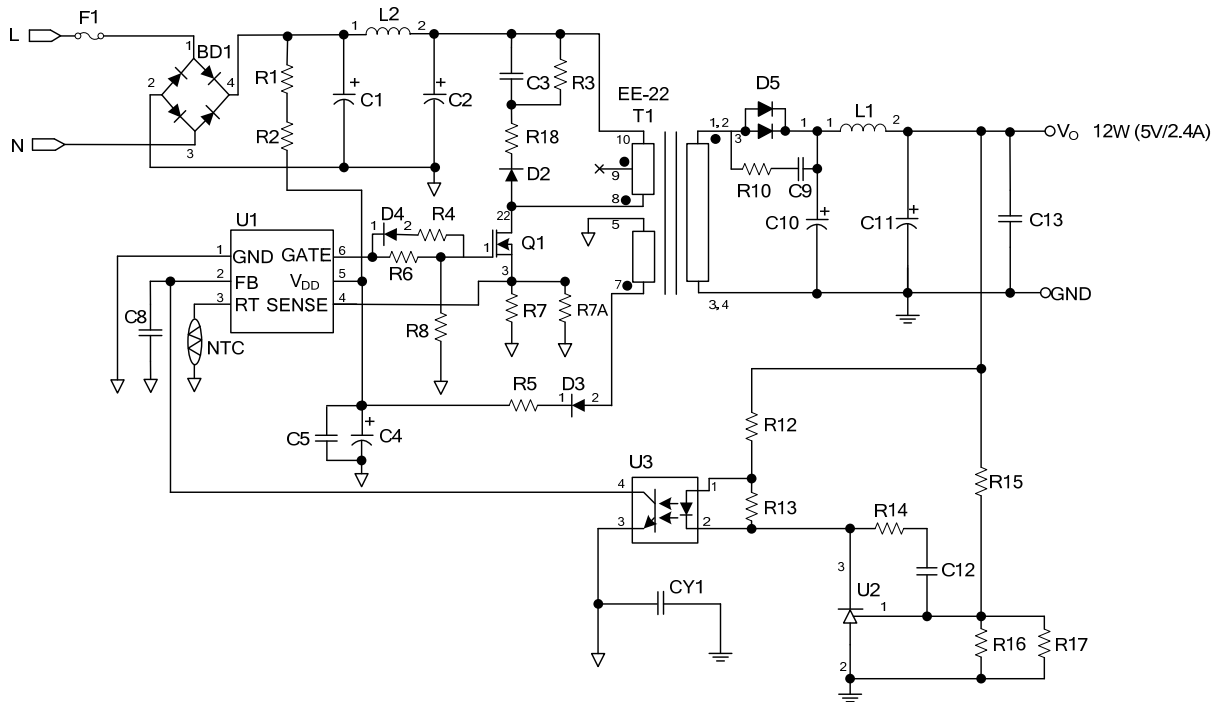 F1
L
L2
1
2
BD1
1
2
4
3
N
R1
R2
+
C1
+
C2
C3
R3
R18
D2
EE-22
T1
10
9
8
5
7
1,2
3,4
D5
3
1
L1
1
2
VO 12W (5V/2.4A)
R10
C9
C10
+
C11
+
C13
GND
U1
1
GND
GATE
6
2
FB
VDD
5
3
RT
SENSE
4
C8
NTC
D4
1
2
R4
R6
R8
22
1
Q1
3
R7
R7A
R5
D3
1
2
C5
+
C4
U3
4
3
1
2
R12
R13
R14
R15
C12
CY1
3
U2
1
2
R16
R17